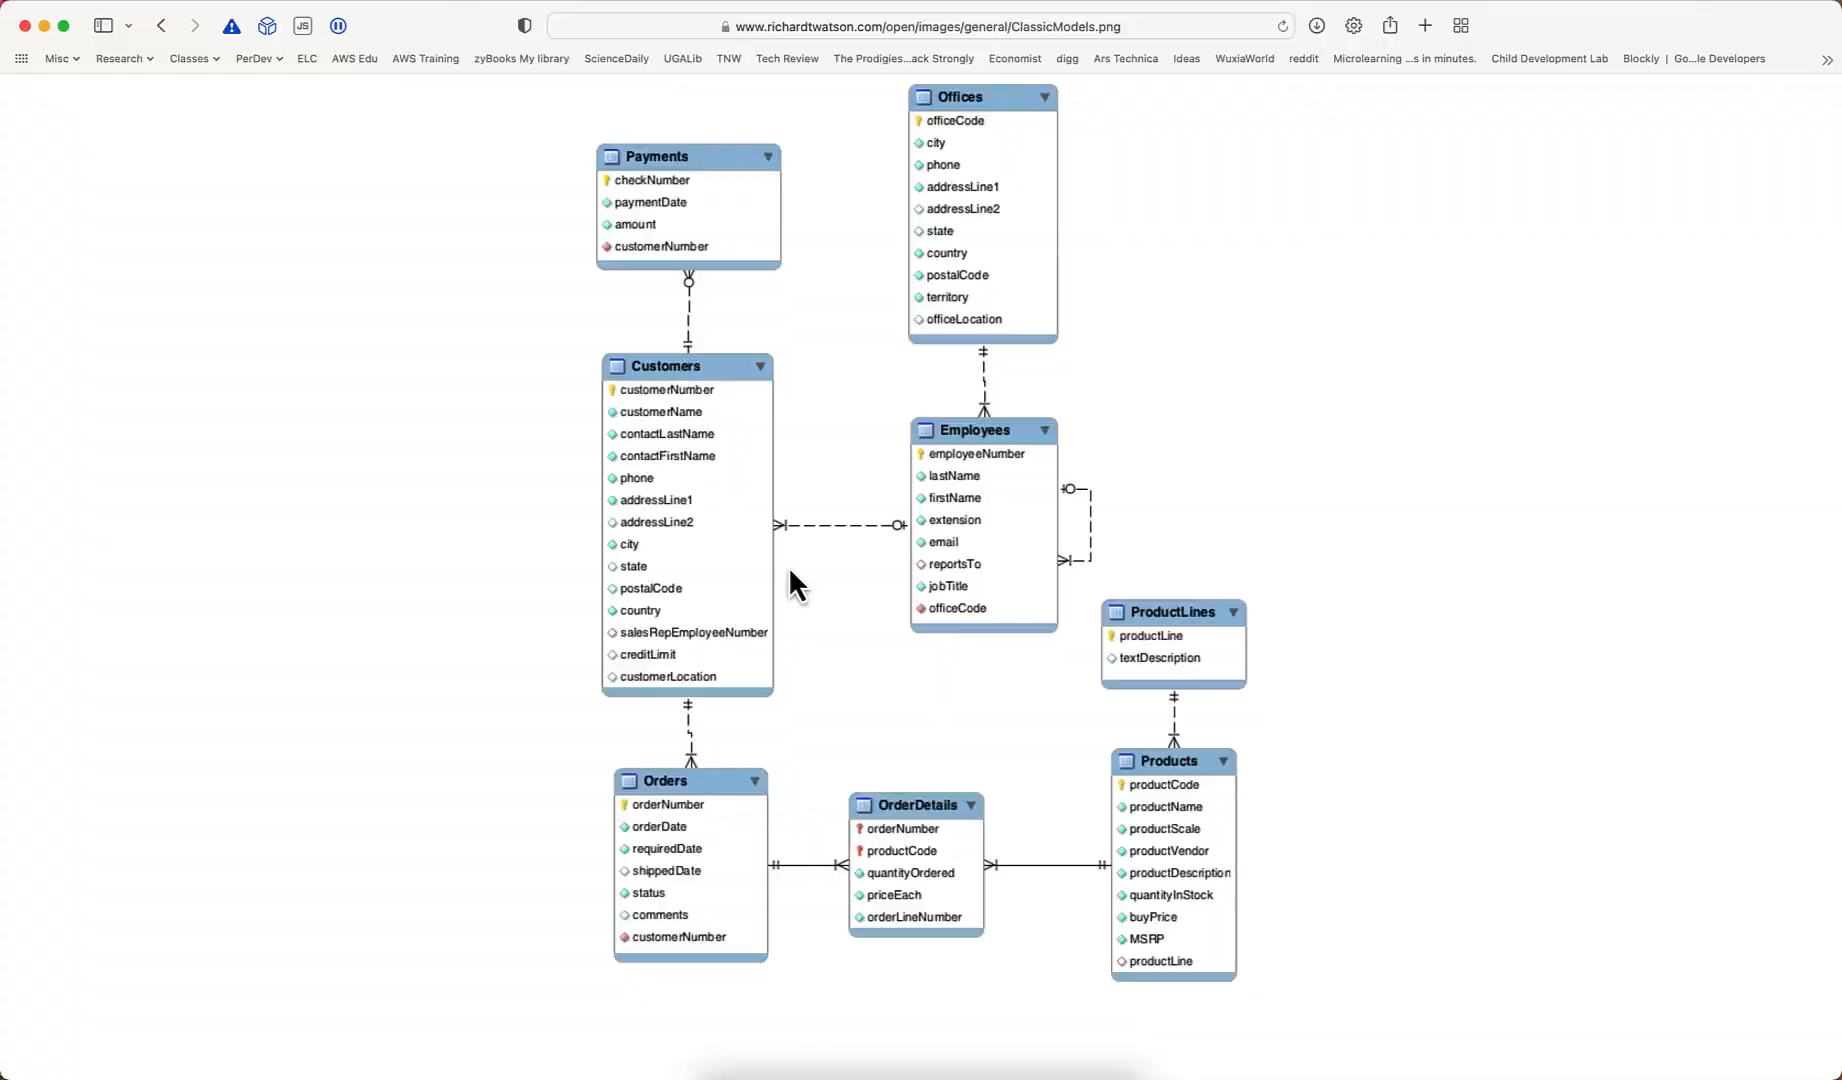 JS
www.richardtwatson.com/open/images/general/ClassicModels.png
Misc Research Classes PerDev ELC AWS Edu AWS Training zyBooks My library ScienceDaily UGALib TNW Tech Review The Prodigies...ack Strongly Economist digg Ars Technica Ideas WuxiaWorld reddit Microlearning ...s in minutes. Child Development Lab Blockly | Go...le Developers
Offices
officeCode
city
phone
addressLine1
addressLine2
state
country
postalCode
territory
officeLocation
Payments
checkNumber
paymentDate
amount
customerNumber
Customers
customerNumber
customerName
contactLastName
contactFirstName
phone
addressLine1
addressLine2
city
state
postalCode
country
salesRepEmployeeNumber
creditLimit
customerLocation
Employees
employeeNumber
lastName
firstName
extension
email
reportsTo
jobTitle
officeCode
ProductLines
productLine
textDescription
Orders
orderNumber
orderDate
requiredDate
shippedDate
status
comments
customerNumber
OrderDetails
orderNumber
productCode
quantityOrdered
priceEach
orderLineNumber
Products
productCode
productName
productScale
productVendor
productDescription
quantityInStock
buyPrice
MSRP
productLine